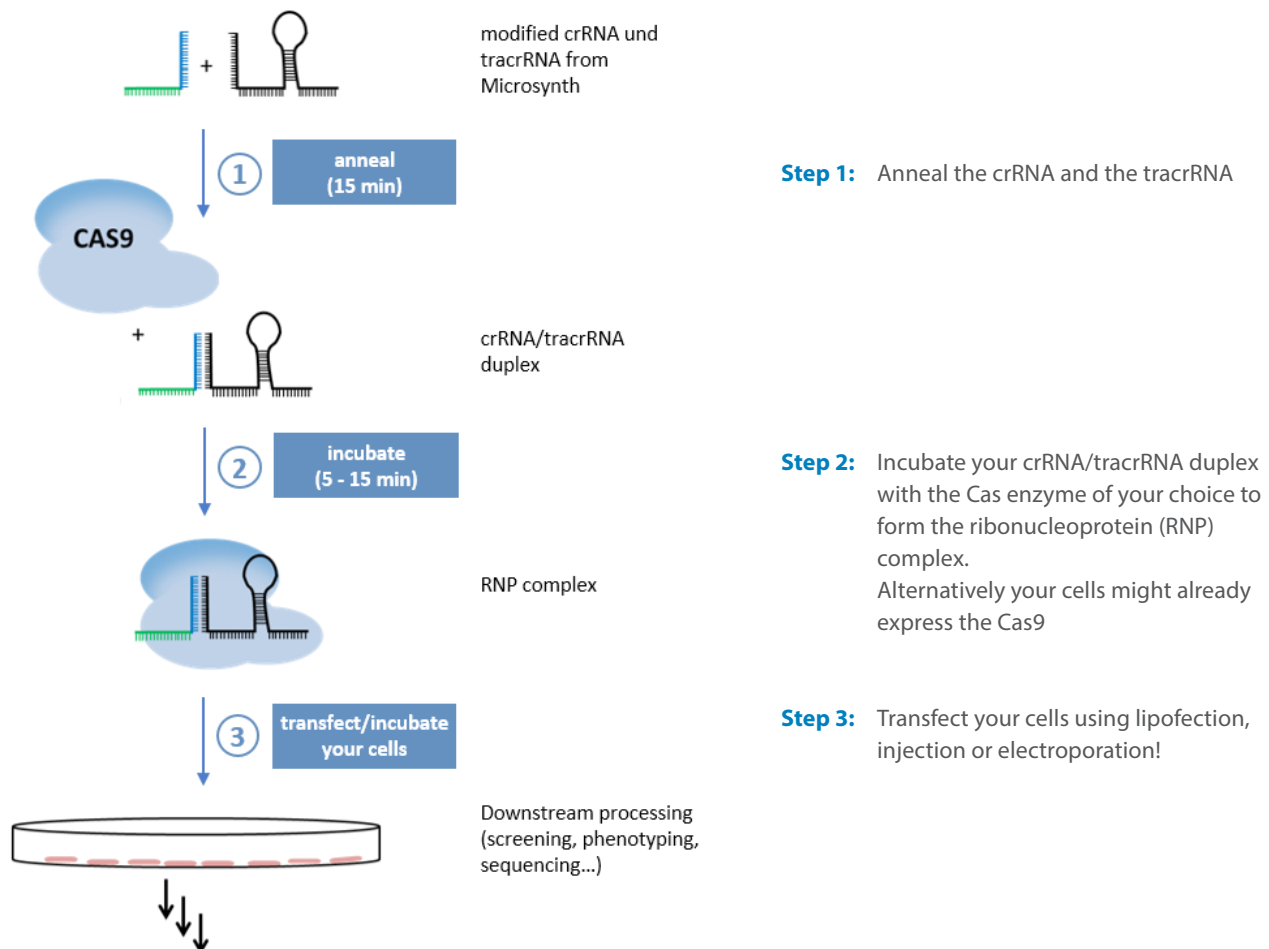 modified crRNA und
tracrRNA from
Microsynth
+
1
anneal
(15 min)
Step 1: Anneal the crRNA and the tracrRNA
CAS9
+
crRNA/tracrRNA
duplex
2
incubate
(5 - 15 min)
Step 2: Incubate your crRNA/tracrRNA duplex
with the Cas enzyme of your choice to
form the ribonucleoprotein (RNP)
complex.
Alternatively your cells might already
express the Cas9
RNP complex
3
transfect/incubate
your cells
Step 3: Transfect your cells using lipofection,
injection or electroporation!
Downstream processing
(screening, phenotyping,
sequencing...)